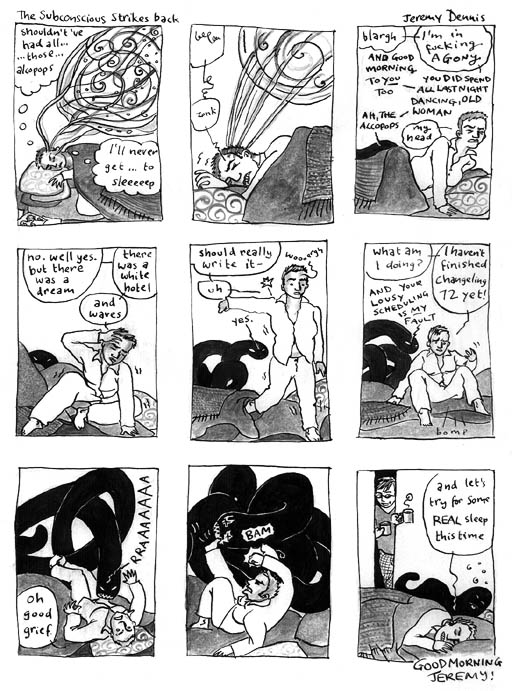 The Subconscious Strikes back
Jeremy Dennis
shouldn't've
had all...
...those...
alcopops
I'll never
get ... to
sleeeeep
tonk
blargh
I'm in
fucking
AGONY.
AND GOOD
MORNING
TO YOU
TOO
YOU DID SPEND
ALL LAST NIGHT
DANCING, OLD
WOMAN
AH, THE
ALCOPOPS
my
head
no. well yes.
but there
was a
dream
there
was a
white
hotel
and
waves
should really
write it-
uh
woooergh
yes.
what am
I doing?
I haven't
finished
Changeling
72 yet!
AND YOUR
LOUSY
SCHEDULING
IS MY
FAULT
bomp
RRAAAAAAA
oh
good
grief.
BAM
and let's
try for some
REAL sleep
this time
GOOD MORNING
JEREMY!